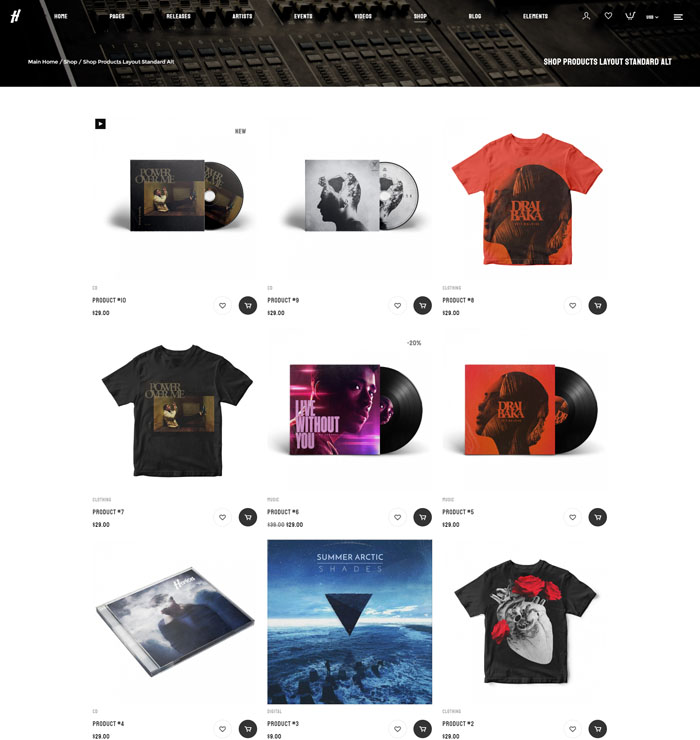 H
HOME PAGES RELEASES ARTISTS EVENTS VIDEOS SHOP BLOG ELEMENTS
Main Home / Shop / Shop Products Layout Standard Alt
SHOP PRODUCTS LAYOUT STANDARD ALT
NEW
POWER
OVER ME
DRAI
BAKA
CD
PRODUCT #10
$29.00
CD
PRODUCT #9
$29.00
CLOTHING
PRODUCT #8
$29.00
-20%
POWER
OVER ME
LIVE
WITHOUT
YOU
DRAI
BAKA
CLOTHING
PRODUCT #7
$29.00
MUSIC
PRODUCT #6
$39.00 $29.00
MUSIC
PRODUCT #5
$29.00
SUMMER ARCTIC
SHADES
CD
PRODUCT #4
$29.00
DIGITAL
PRODUCT #3
$9.00
CLOTHING
PRODUCT #2
$29.00